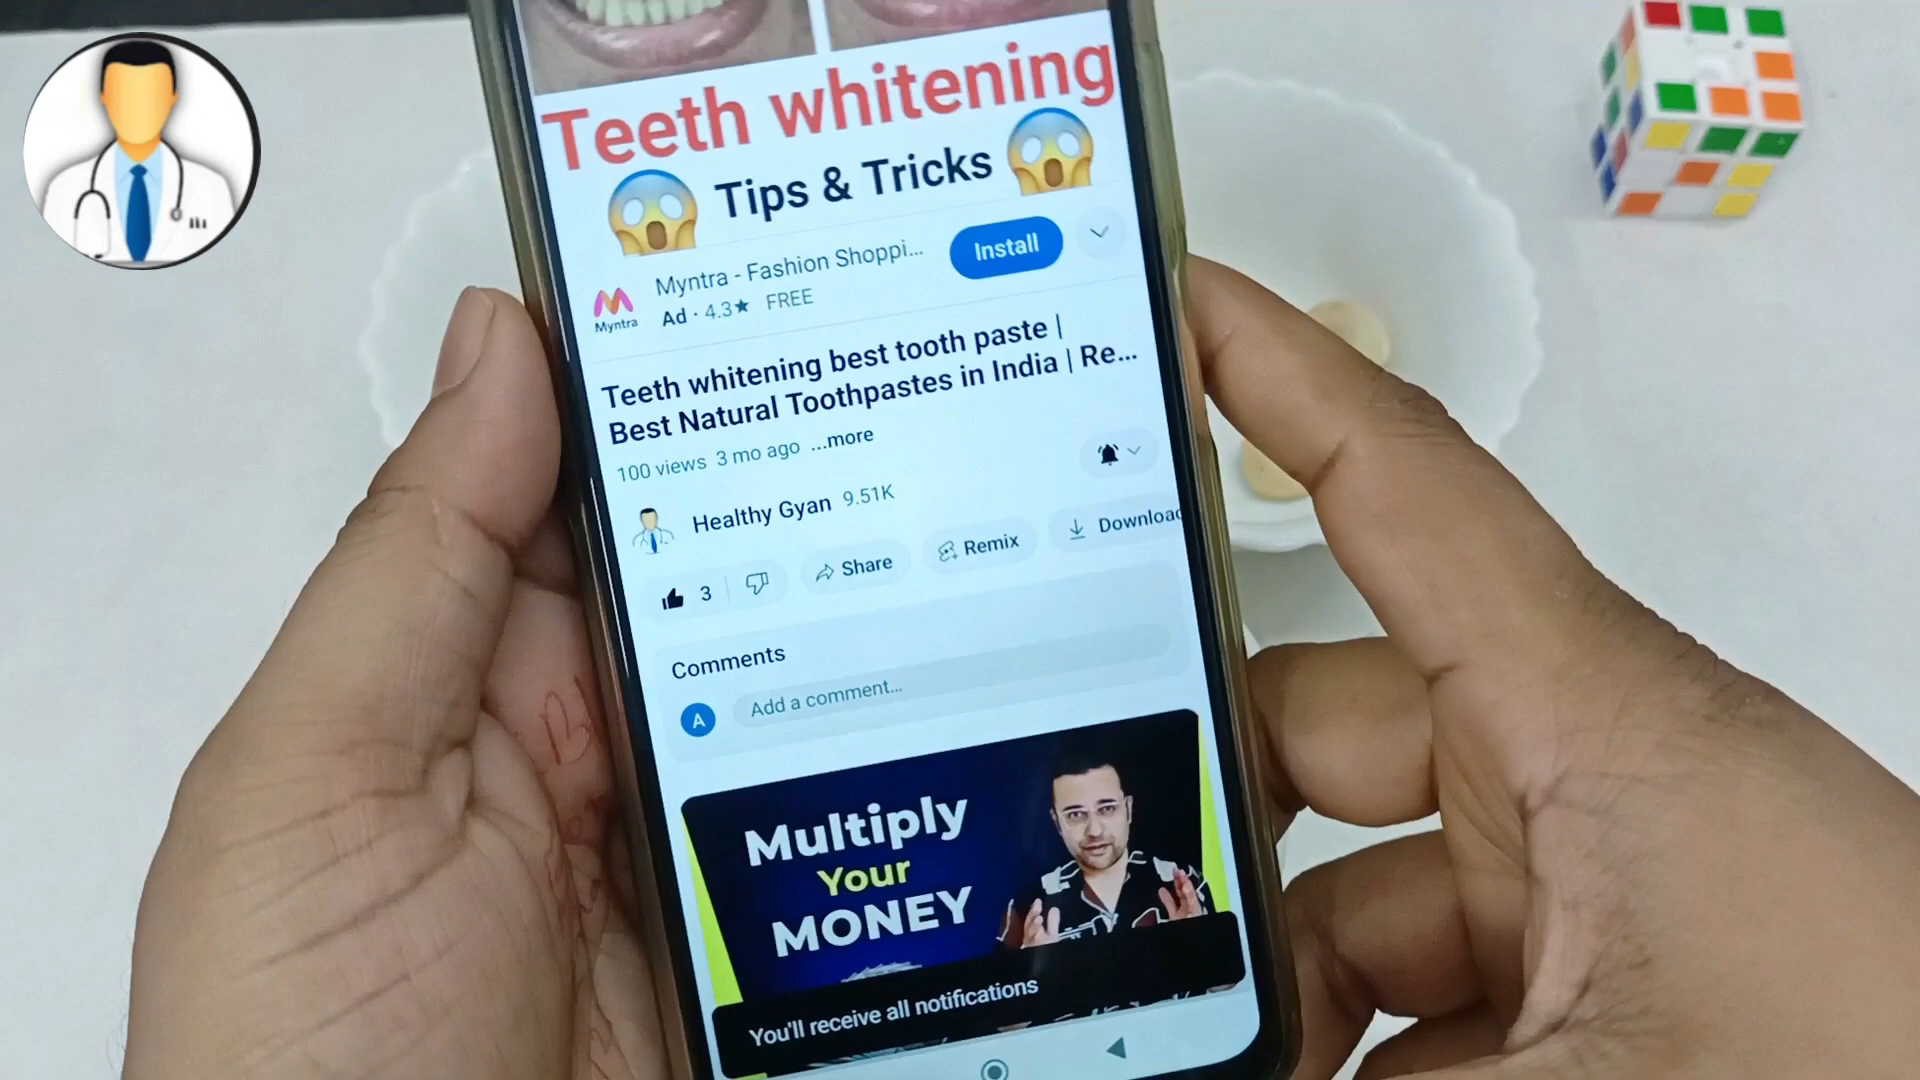 Teeth whitening
Tips & Tricks
Myntra - Fashion Shoppi...
Install
Myntra
Ad · 4.3★ FREE
Teeth whitening best tooth paste |
Best Natural Toothpastes in India | Re...
100 views 3 mo ago ...more
Healthy Gyan 9.51K
3
Share
Remix
Download
Comments
A
Add a comment...
Multiply
Your
MONEY
You'll receive all notifications